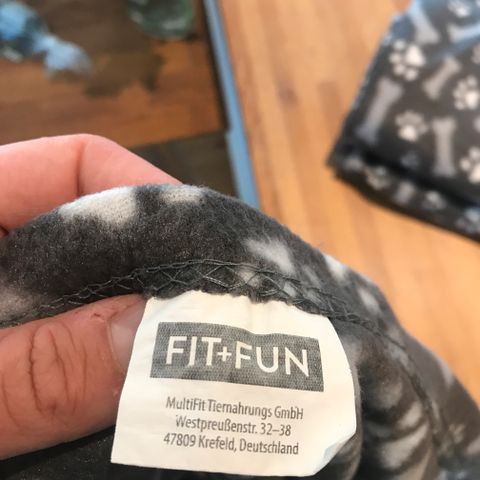 FIT+FUN
MultiFit Tiernahrungs GmbH
Westpreußenstr. 32–38
47809 Krefeld, Deutschland